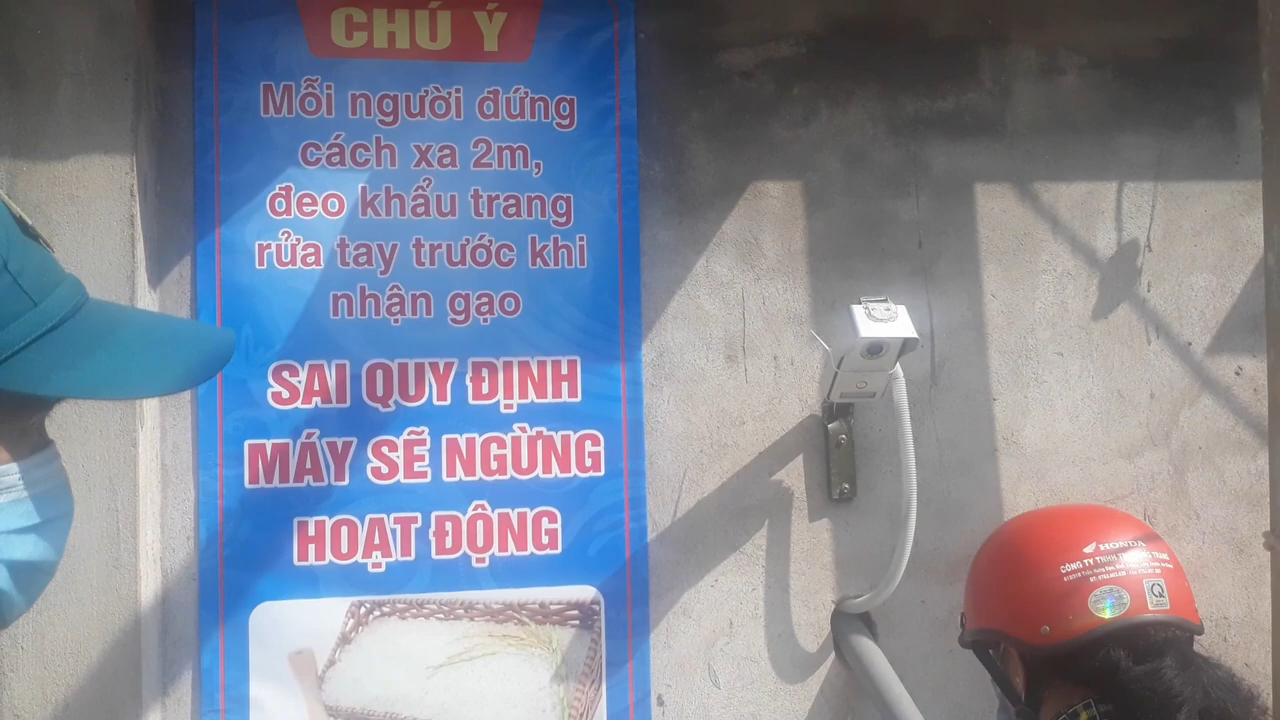 CHÚ Ý
Mỗi người đứng
cách xa 2m,
đeo khẩu trang
rửa tay trước khi
nhận gạo
SAI QUY ĐỊNH
MÁY SẼ NGỪNG
HOẠT ĐỘNG
HONDA
CÔNG TY TNHH TRANG